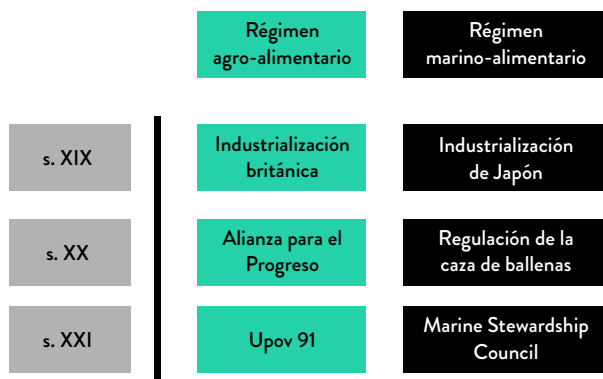 Régimen
agro-alimentario
Régimen
marino-alimentario
s. XIX
Industrialización
británica
Industrialización
de Japón
s. XX
Alianza para el
Progreso
Regulación de la
caza de ballenas
s. XXI
Upov 91
Marine Stewardship
Council